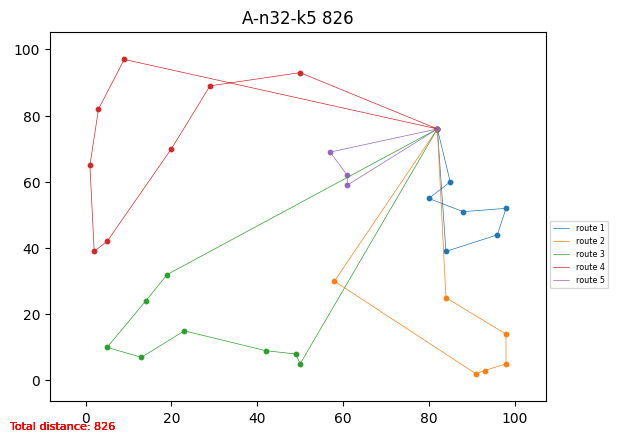 A-n32-k5 826
100
80
60
40
20
0
0 20 40 60 80 100
route 1
route 2
route 3
route 4
route 5
Total distance: 826